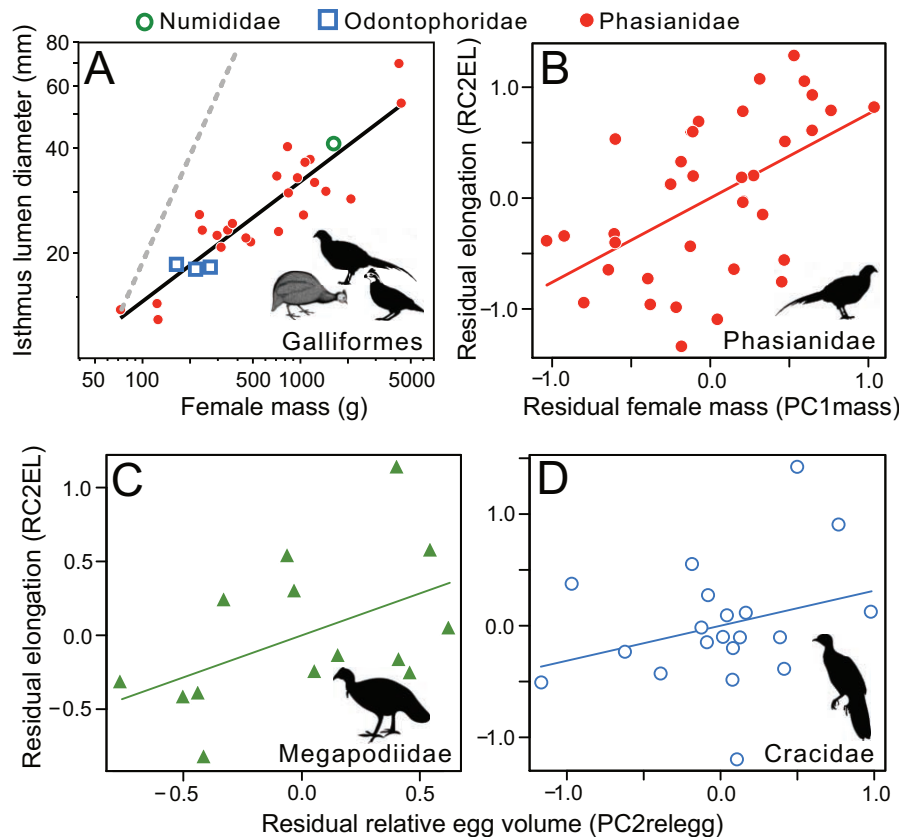 Numididae Odontophoridae Phasianidae
A
Isthmus lumen diameter (mm)
80
60
40
20
50 100 500 1000 5000
Female mass (g)
Galliformes
B
Residual elongation (RC2EL)
1.0
0.0
−1.0
−1.0 0.0 1.0
Residual female mass (PC1mass)
Phasianidae
C
Residual elongation (RC2EL)
1.0
0.5
0.0
−0.5
−0.5 0.0 0.5
Megapodiidae
D
1.0
0.0
−1.0
−1.0 0.0 1.0
Cracidae
Residual relative egg volume (PC2relegg)